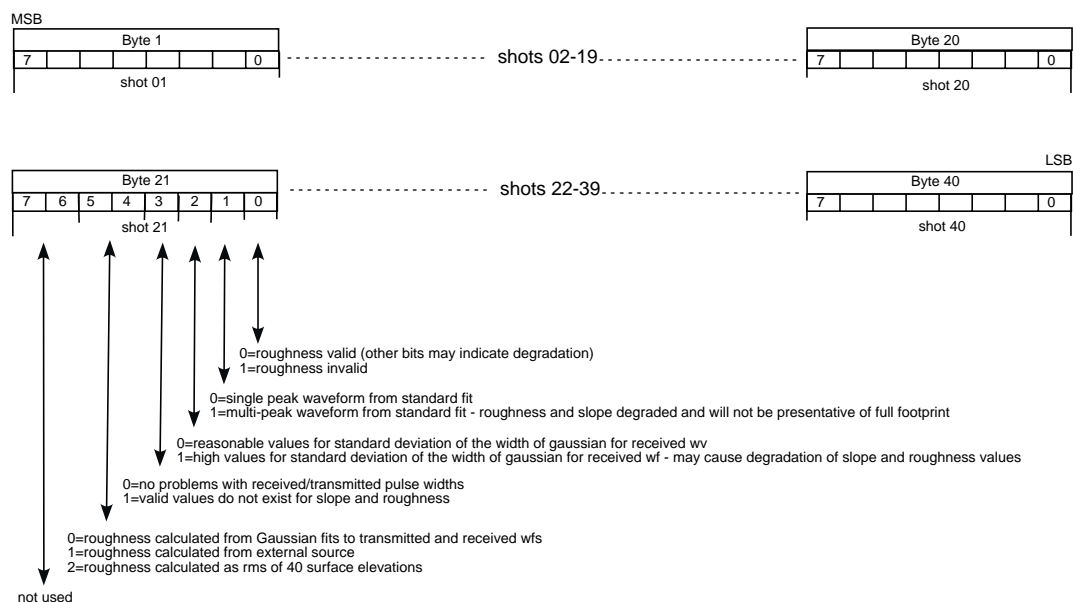 MSB
Byte 1
7 0
shot 01
shots 02-19
Byte 20
7 0
shot 20
Byte 21
7 6 5 4 3 2 1 0
shot 21
shots 22-39
LSB
Byte 40
7 0
shot 40
0=roughness valid (other bits may indicate degradation)
1=roughness invalid
0=single peak waveform from standard fit
1=multi-peak waveform from standard fit - roughness and slope degraded and will not be presentative of full footprint
0=reasonable values for standard deviation of the width of gaussian for received wv
1=high values for standard deviation of the width of gaussian for received wf - may cause degradation of slope and roughness values
0=no problems with received/transmitted pulse widths
1=valid values do not exist for slope and roughness
0=roughness calculated from Gaussian fits to transmitted and received wfs
1=roughness calculated from external source
2=roughness calculated as rms of 40 surface elevations
not used